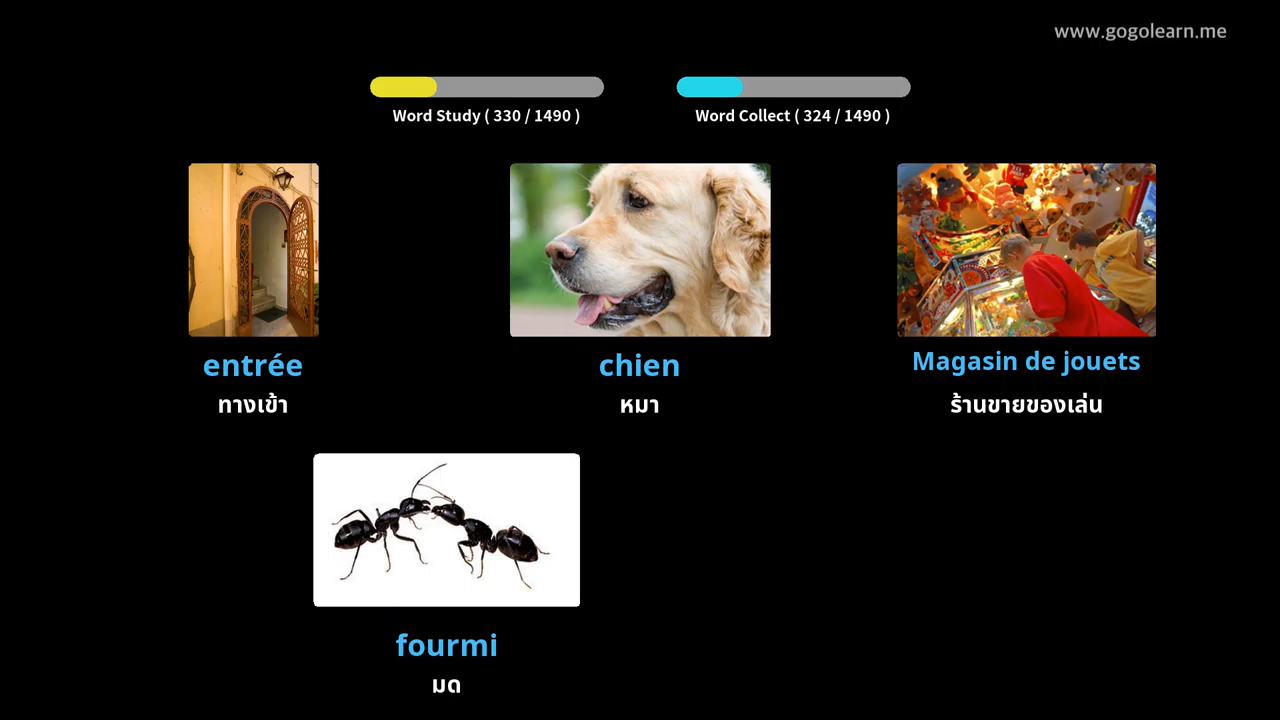 www.gogolearn.me
Word Study ( 330 / 1490 )
Word Collect ( 324 / 1490 )
entrée
ทางเข้า
chien
หมา
Magasin de jouets
ร้านขายของเล่น
fourmi
มด